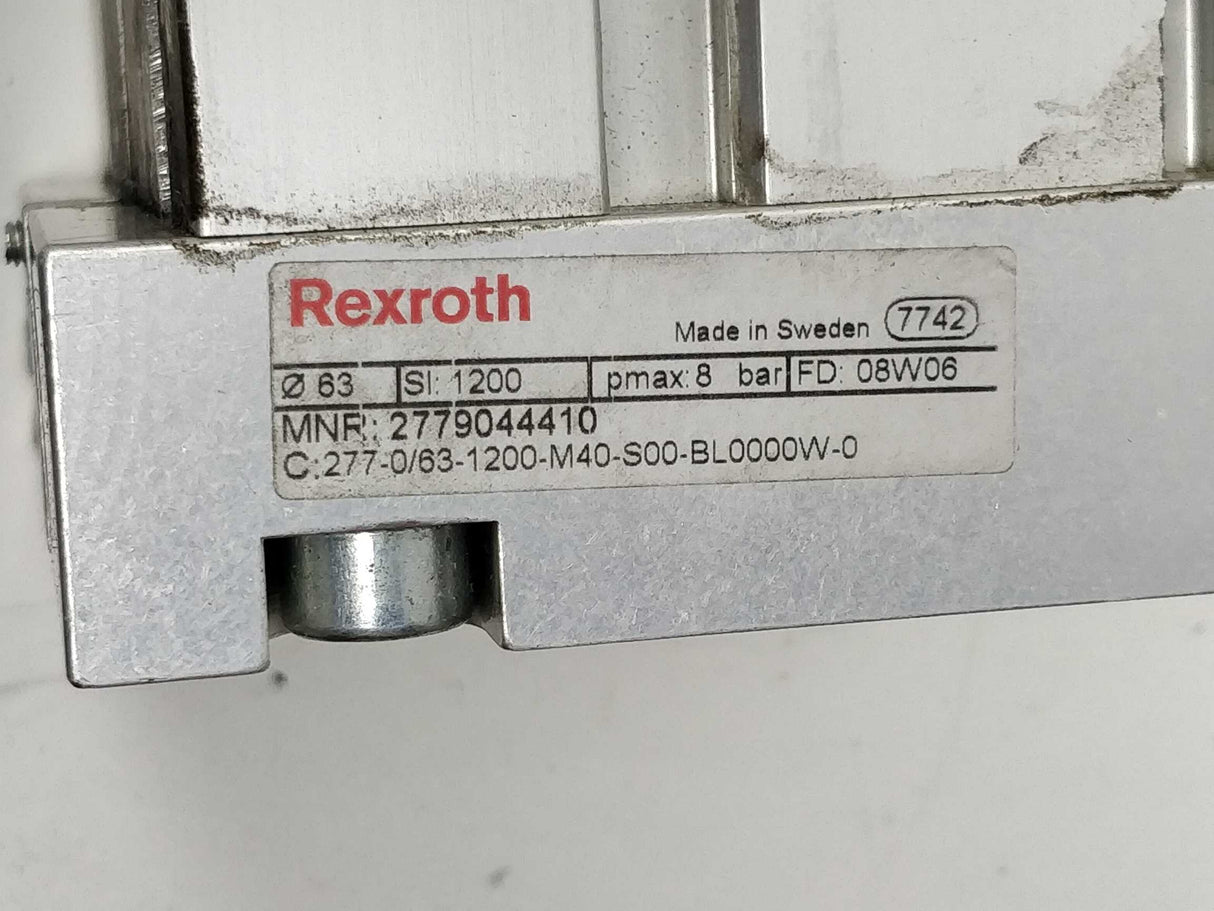 Rexroth
Made in Sweden 7742
Ø 63 SI: 1200 pmax: 8 bar FD: 08W06
MNR: 2779044410
C:277-0/63-1200-M40-S00-BL0000W-0